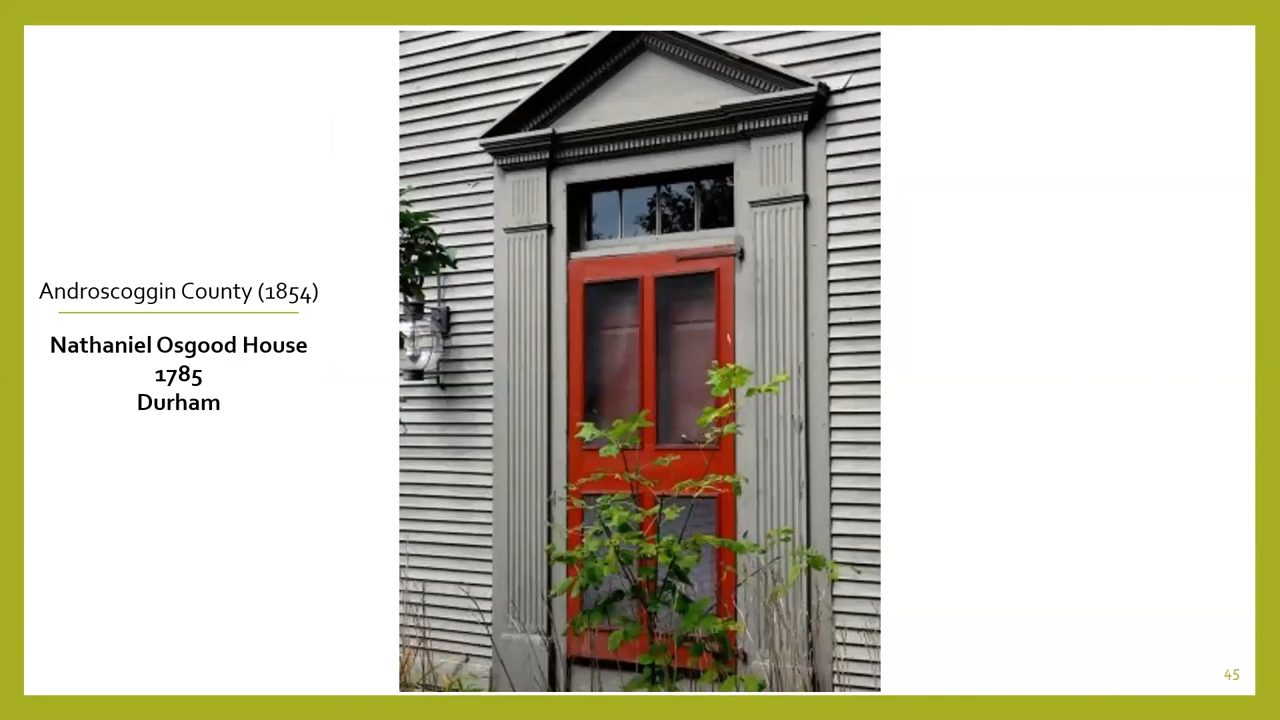 Androscoggin County (1854)
Nathaniel Osgood House
1785
Durham
45